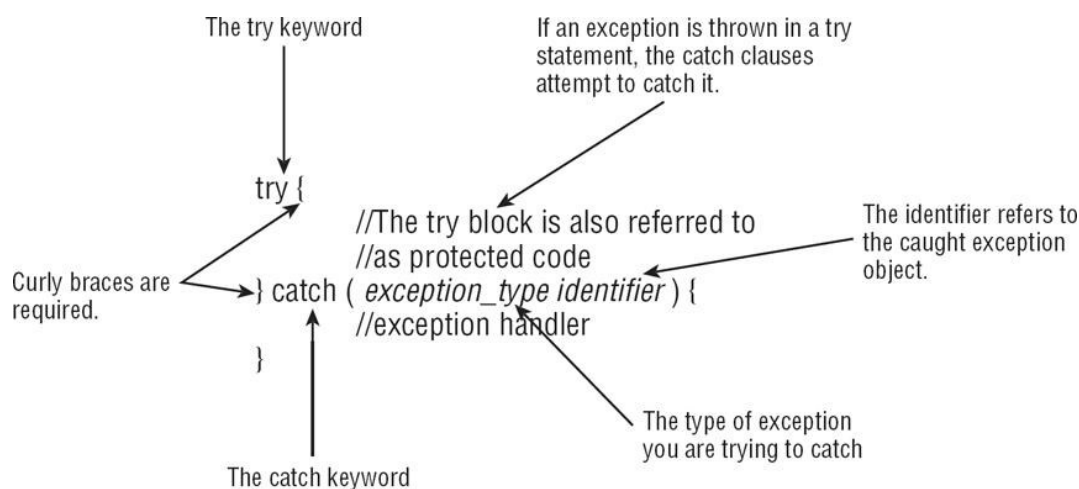 The try keyword
If an exception is thrown in a try
statement, the catch clauses
attempt to catch it.
try {
//The try block is also referred to
//as protected code
The identifier refers to
the caught exception
object.
Curly braces are
required.
} catch ( exception_type identifier ) {
//exception handler
}
The type of exception
you are trying to catch
The catch keyword